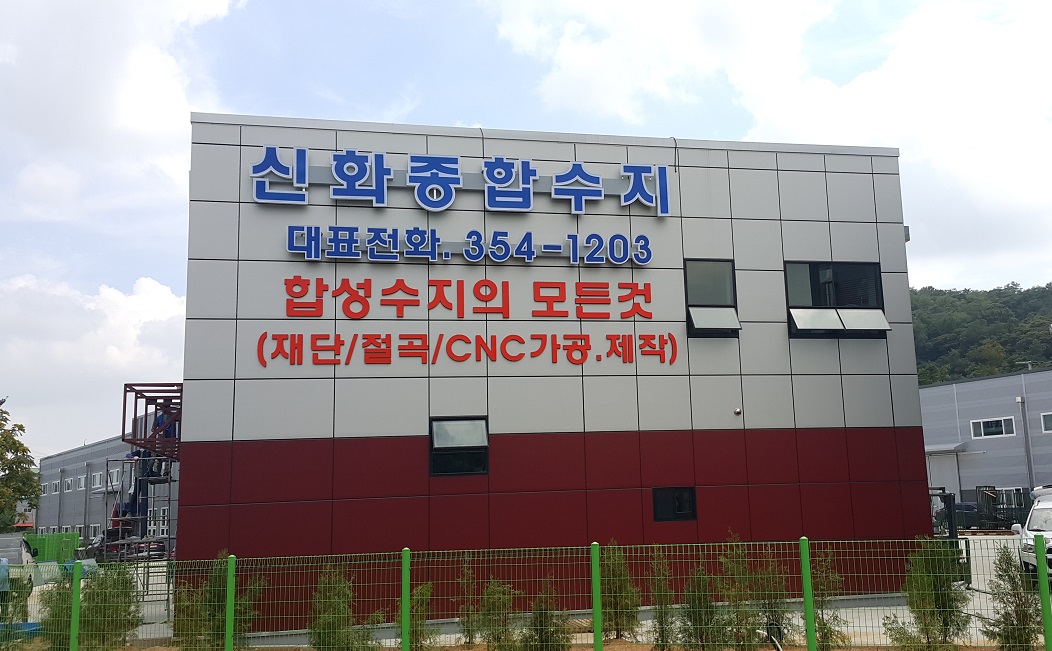 신화종합수지
대표전화. 354-1203
합성수지의 모든것
(재단/절곡/CNC가공.제작)